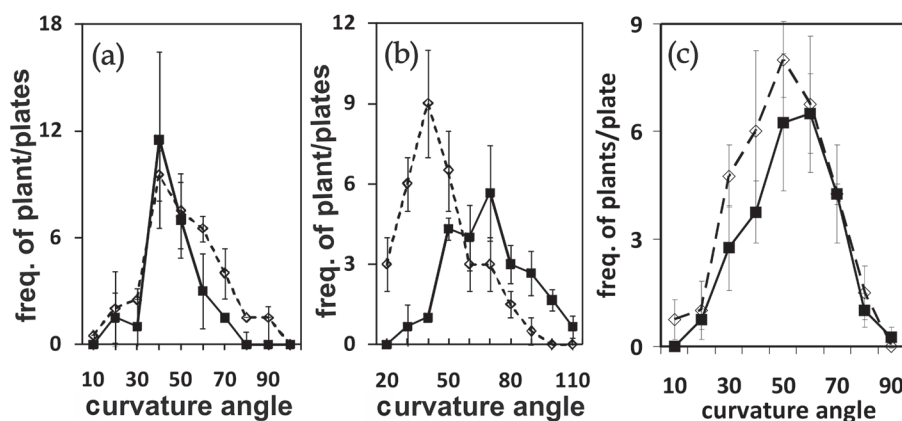 (a)
freq. of plant/plates
18
12
6
0
10 30 50 70 90
curvature angle
(b)
freq. of plant/plates
12
9
6
3
0
20 50 80 110
curvature angle
(c)
freq. of plants/plate
9
6
3
0
10 30 50 70 90
curvature angle